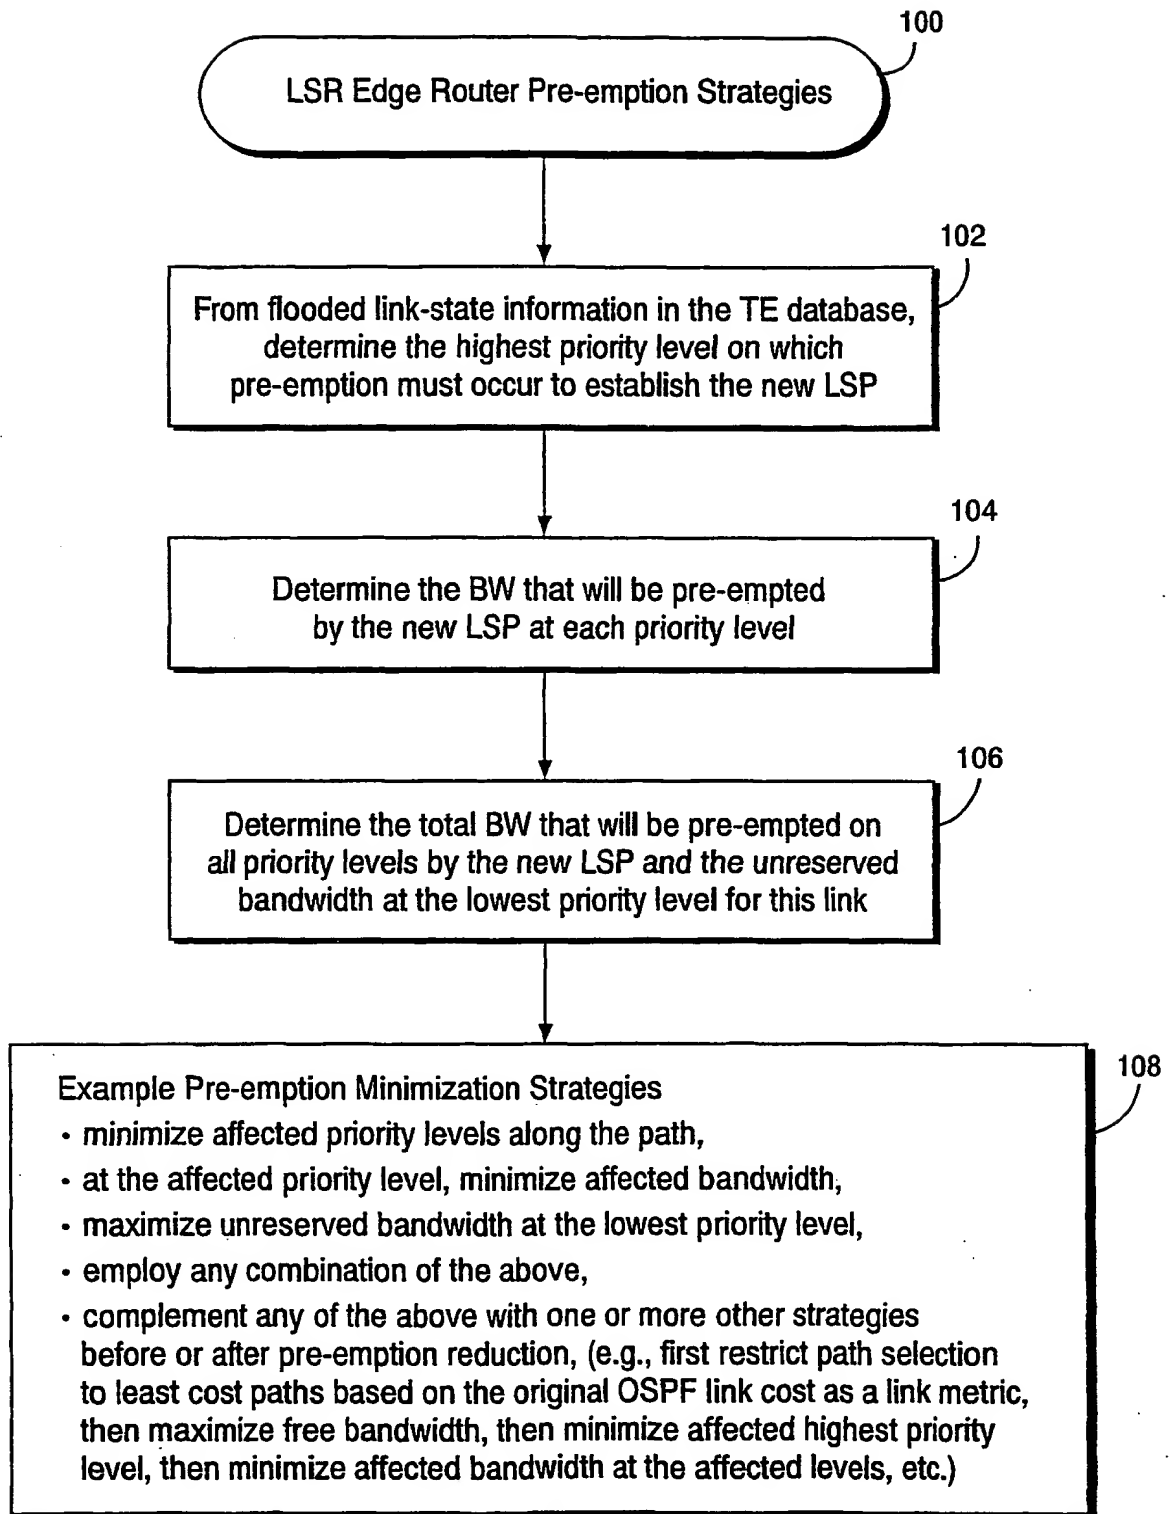 100
LSR Edge Router Pre-emption Strategies
102
From flooded link-state information in the TE database,
determine the highest priority level on which
pre-emption must occur to establish the new LSP
104
Determine the BW that will be pre-empted
by the new LSP at each priority level
106
Determine the total BW that will be pre-empted on
all priority levels by the new LSP and the unreserved
bandwidth at the lowest priority level for this link
108
Example Pre-emption Minimization Strategies
· minimize affected priority levels along the path,
· at the affected priority level, minimize affected bandwidth,
· maximize unreserved bandwidth at the lowest priority level,
· employ any combination of the above,
· complement any of the above with one or more other strategies
before or after pre-emption reduction, (e.g., first restrict path selection
to least cost paths based on the original OSPF link cost as a link metric,
then maximize free bandwidth, then minimize affected highest priority
level, then minimize affected bandwidth at the affected levels, etc.)